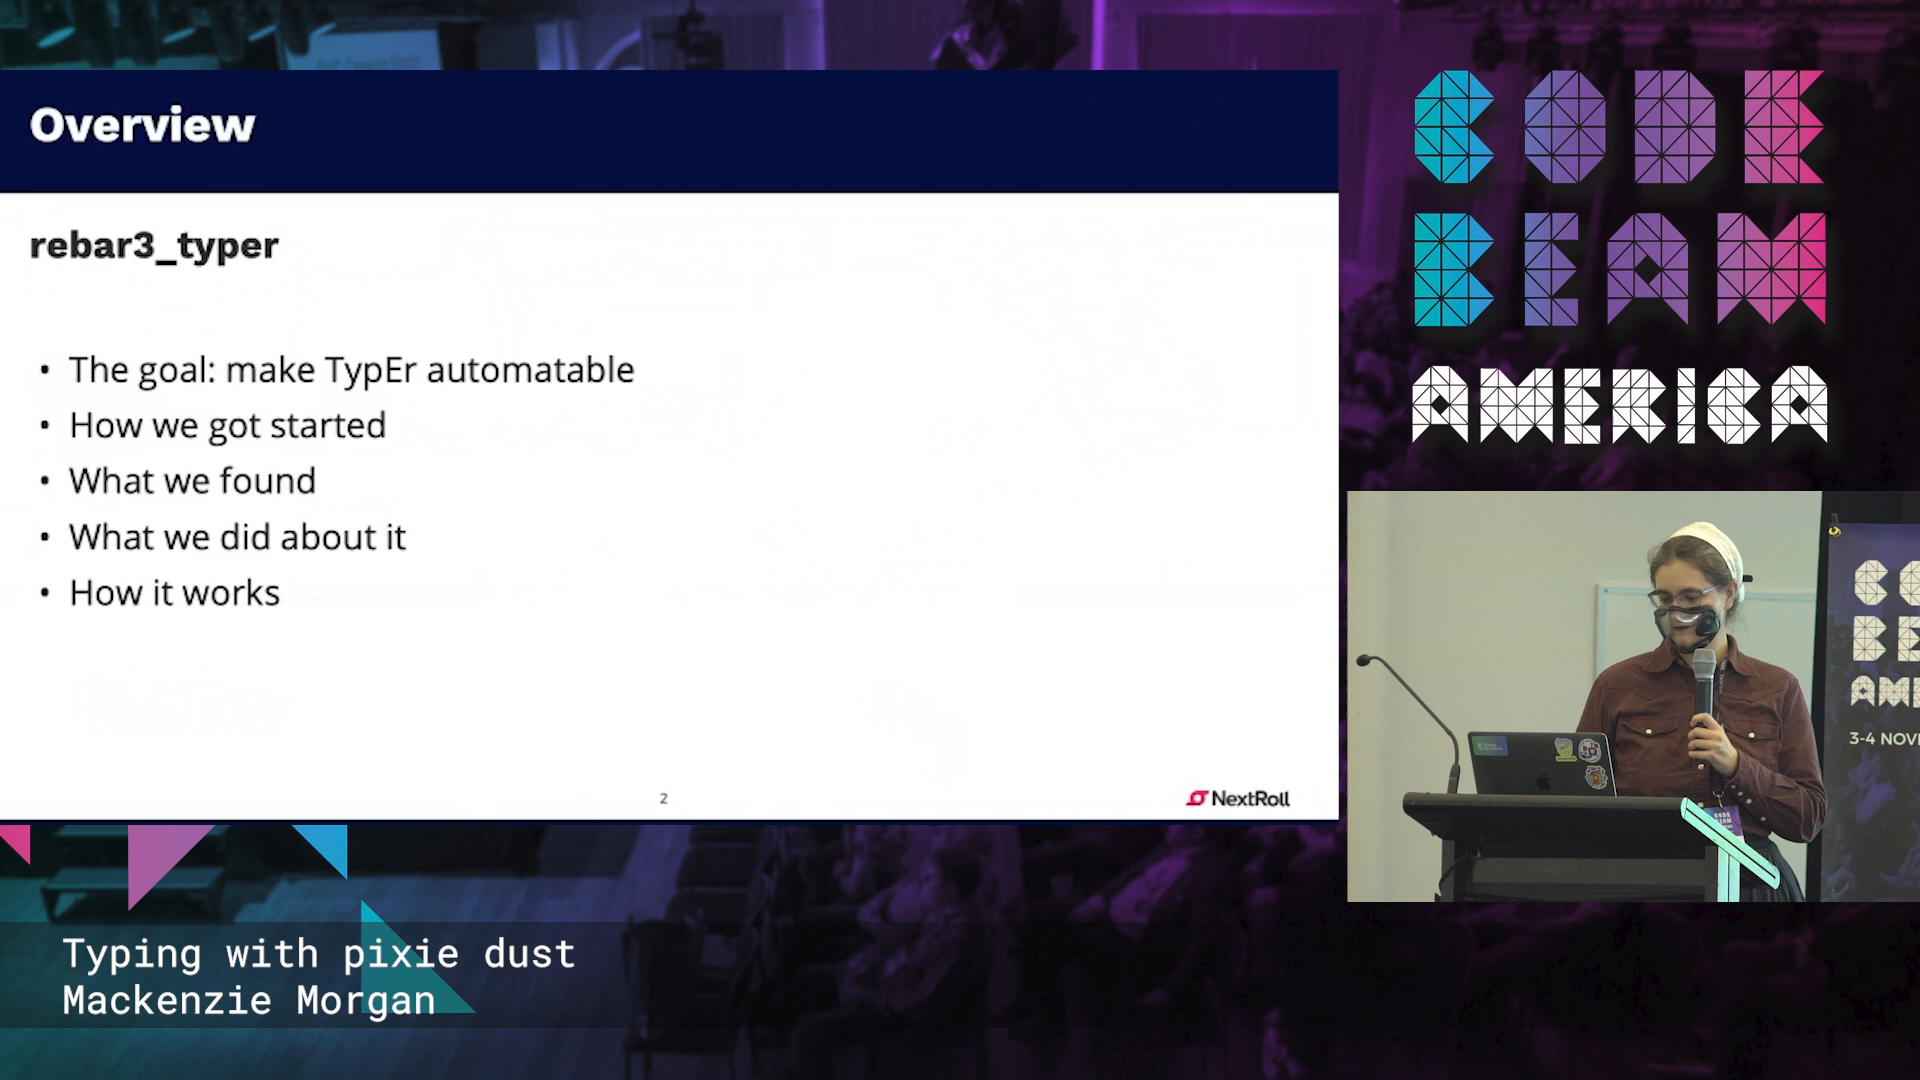 Overview
rebar3_typer
• The goal: make TypEr automatable
• How we got started
• What we found
• What we did about it
• How it works
2
NextRoll
CODE
BEAM
AMERICA
3-4 NOV
Typing with pixie dust
Mackenzie Morgan